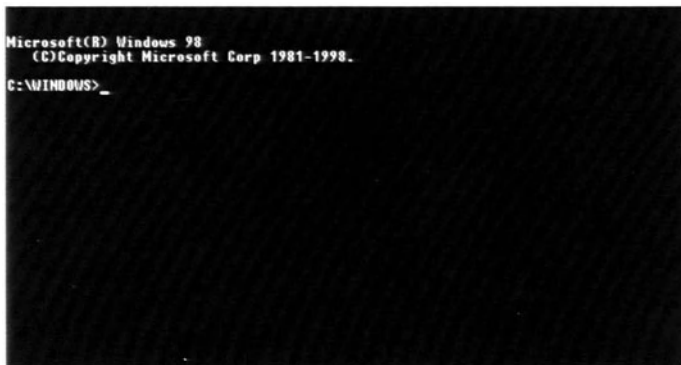 Microsoft(R) Windows 98
(C)Copyright Microsoft Corp 1981-1998.
C:\WINDOWS>_